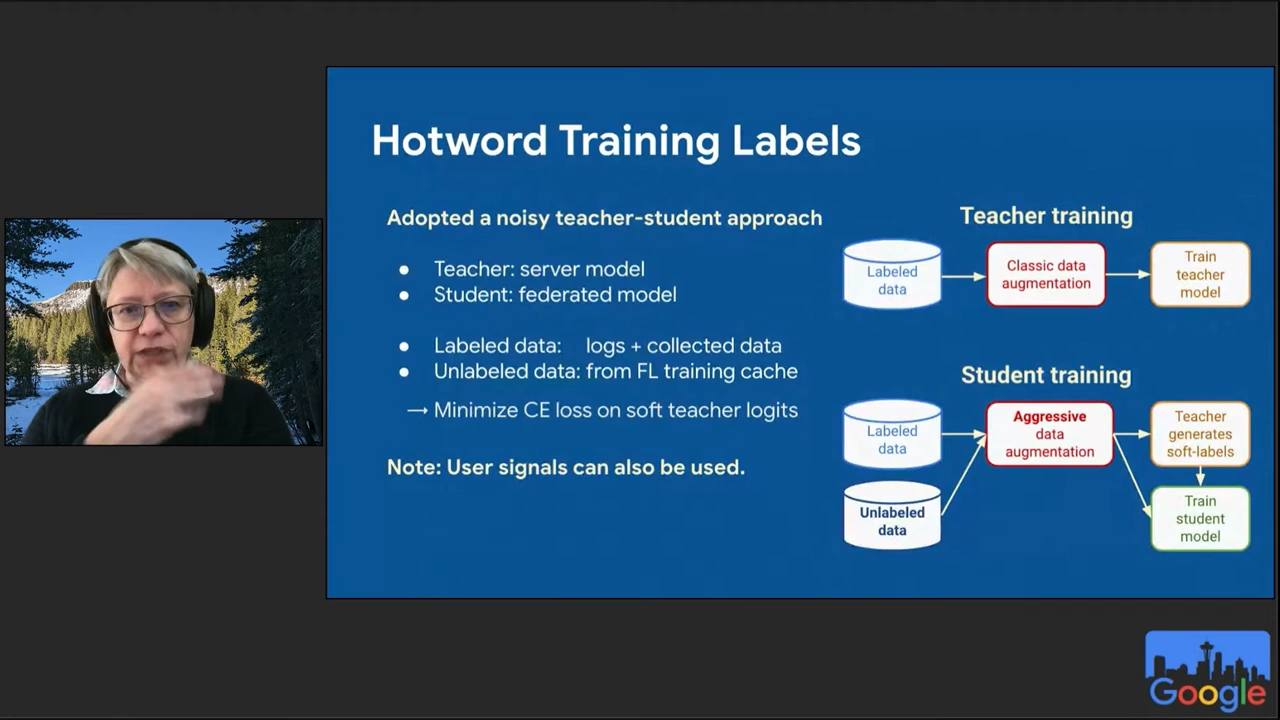 Hotword Training Labels
Adopted a noisy teacher-student approach
● Teacher: server model
● Student: federated model
● Labeled data: logs + collected data
● Unlabeled data: from FL training cache
→ Minimize CE loss on soft teacher logits
Note: User signals can also be used.
Teacher training
Labeled
data
Classic data
augmentation
Train
teacher
model
Student training
Labeled
data
Unlabeled
data
Aggressive
data
augmentation
Teacher
generates
soft-labels
Train
student
model
Google